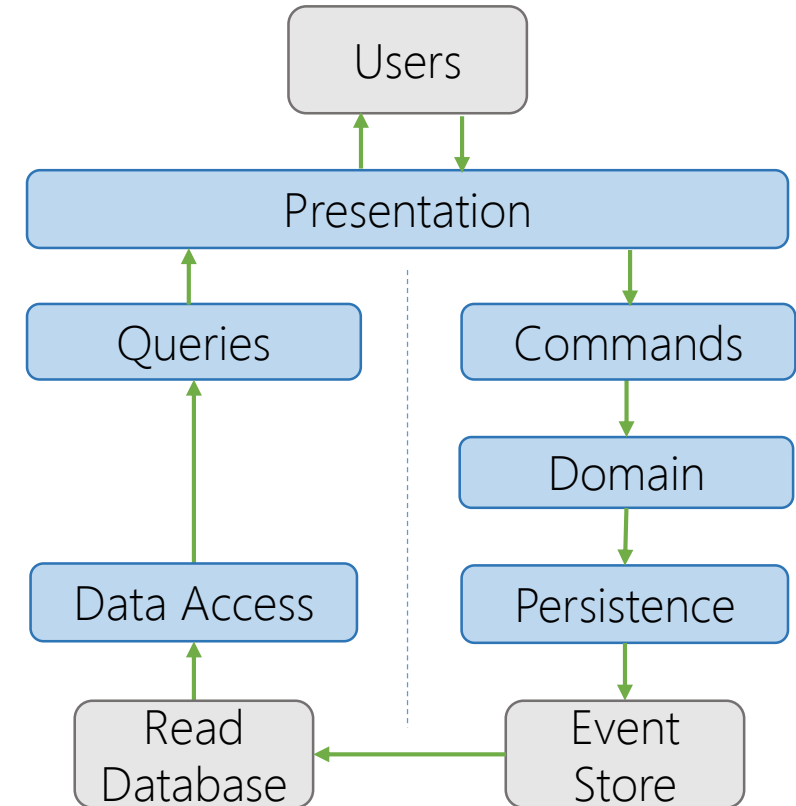 Users
Presentation
Queries
Commands
Domain
Data Access
Persistence
Read
Database
Event
Store